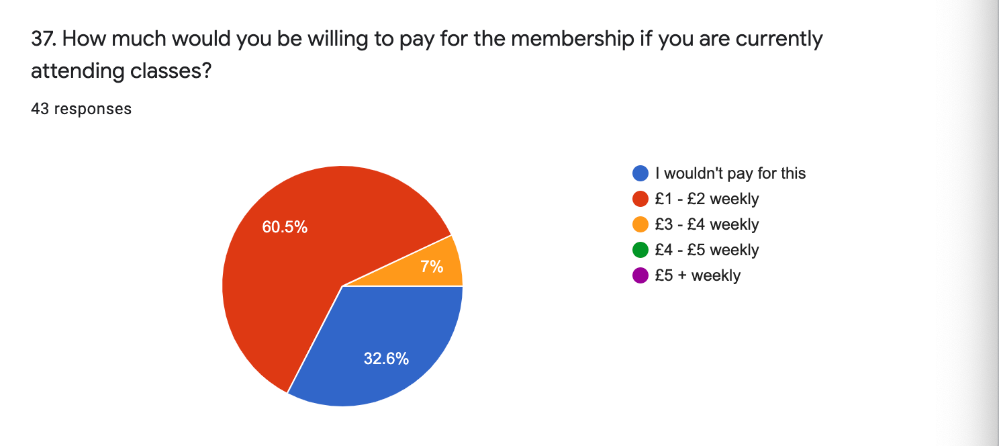 37. How much would you be willing to pay for the membership if you are currently
attending classes?
43 responses
60.5%
7%
32.6%
I wouldn't pay for this
£1 - £2 weekly
£3 - £4 weekly
£4 - £5 weekly
£5 + weekly